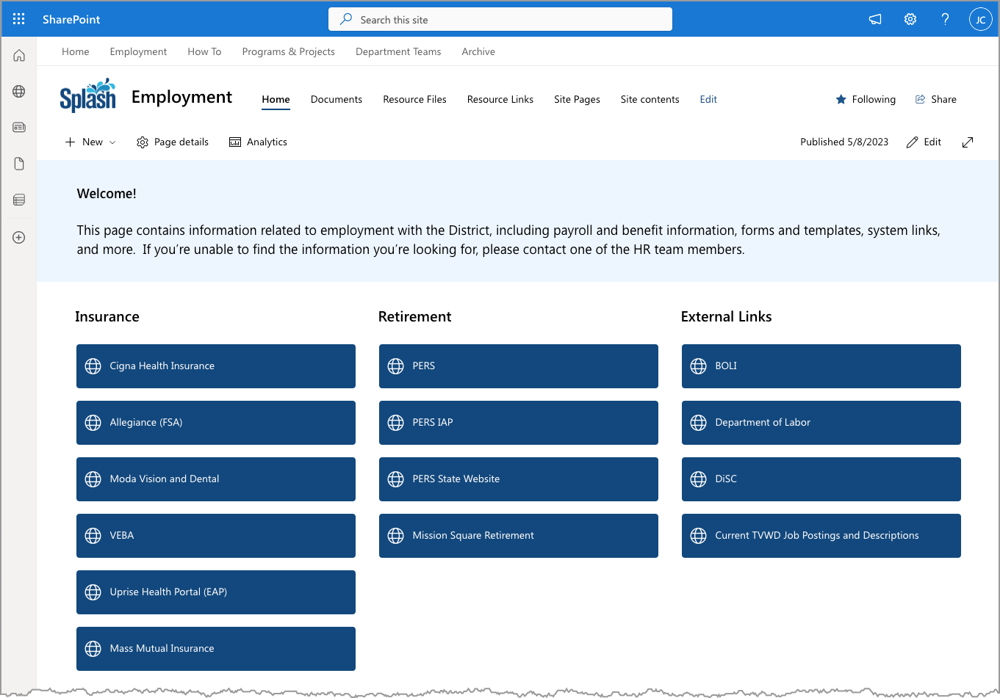 SharePoint
Search this site
?
JC
Home Employment How To Programs & Projects Department Teams Archive
Splash
Employment
Home Documents Resource Files Resource Links Site Pages Site contents Edit
Following Share
New Page details Analytics
Published 5/8/2023 Edit
Welcome!
This page contains information related to employment with the District, including payroll and benefit information, forms and templates, system links,
and more. If you’re unable to find the information you’re looking for, please contact one of the HR team members.
Insurance
Cigna Health Insurance
Allegiance (FSA)
Moda Vision and Dental
VEBA
Uprise Health Portal (EAP)
Mass Mutual Insurance
Retirement
PERS
PERS IAP
PERS State Website
Mission Square Retirement
External Links
BOLI
Department of Labor
DiSC
Current TVWD Job Postings and Descriptions